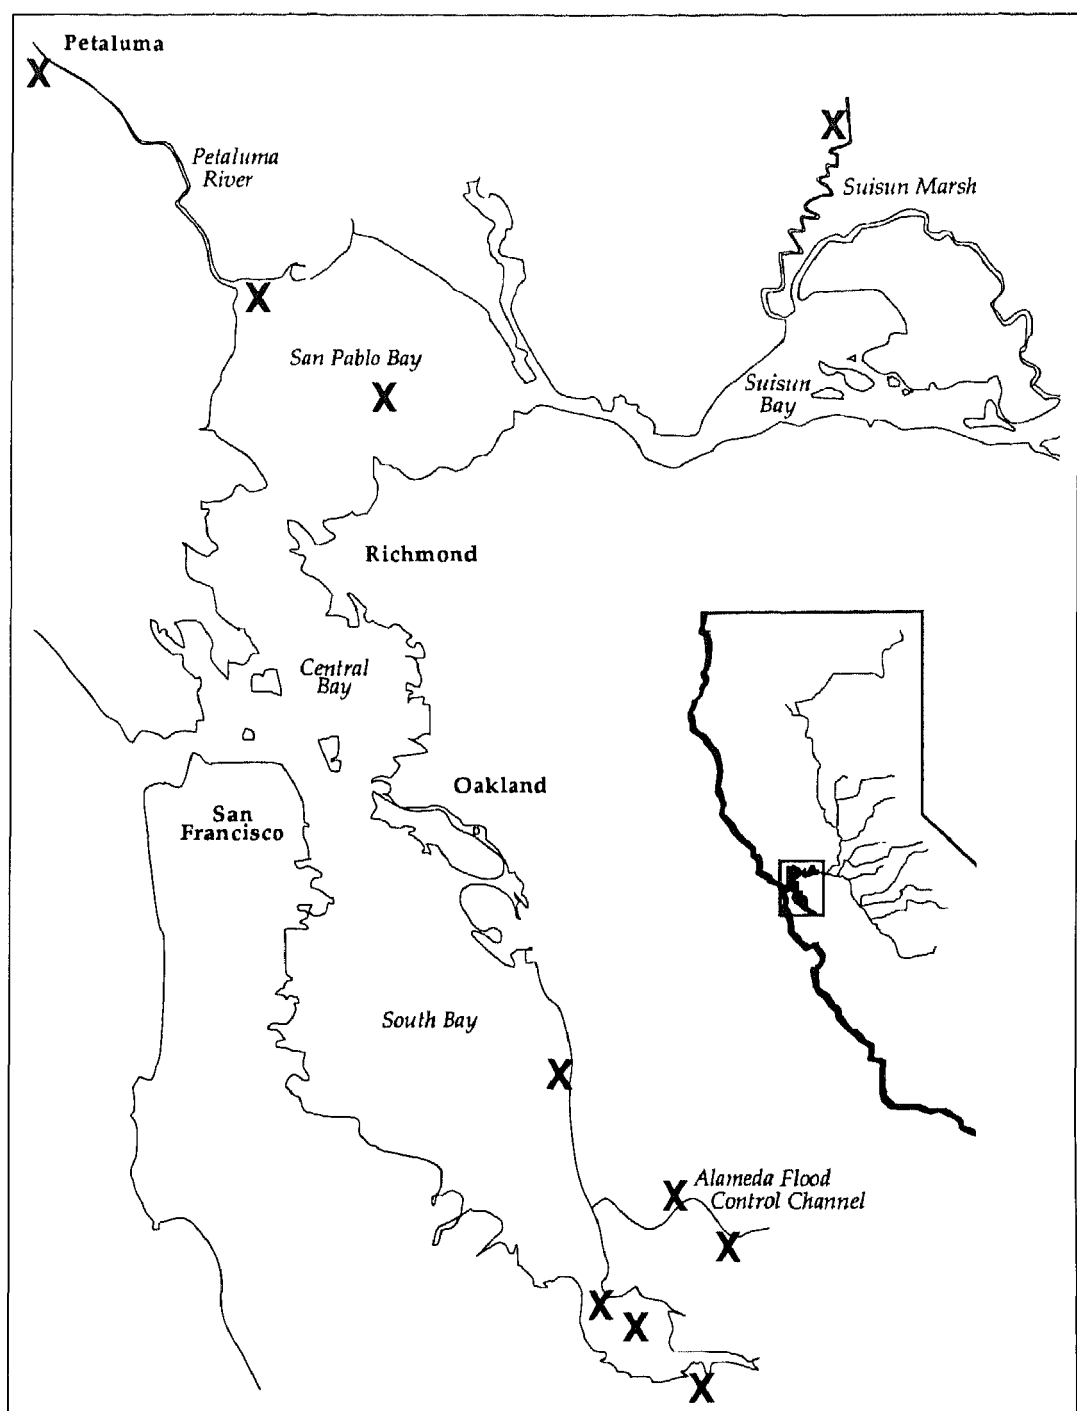 Petaluma
X
X
Petaluma
River
Suisun Marsh
X
San Pablo Bay
X
Suisun
Bay
Richmond
Central
Bay
Oakland
San
Francisco
South Bay
X
X
Alameda Flood
Control Channel
X
X
X
X